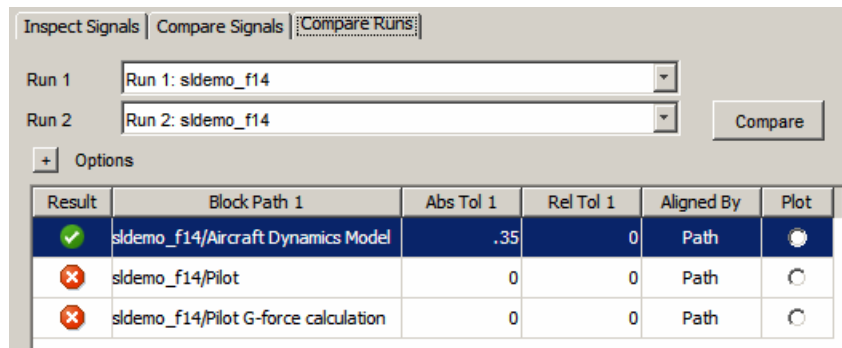 Inspect Signals Compare Signals Compare Runs
Run 1 Run 1: sldemo_f14
Run 2 Run 2: sldemo_f14 Compare
+ Options
Result Block Path 1 Abs Tol 1 Rel Tol 1 Aligned By Plot
sldemo_f14/Aircraft Dynamics Model .35 0 Path
sldemo_f14/Pilot 0 0 Path
sldemo_f14/Pilot G-force calculation 0 0 Path